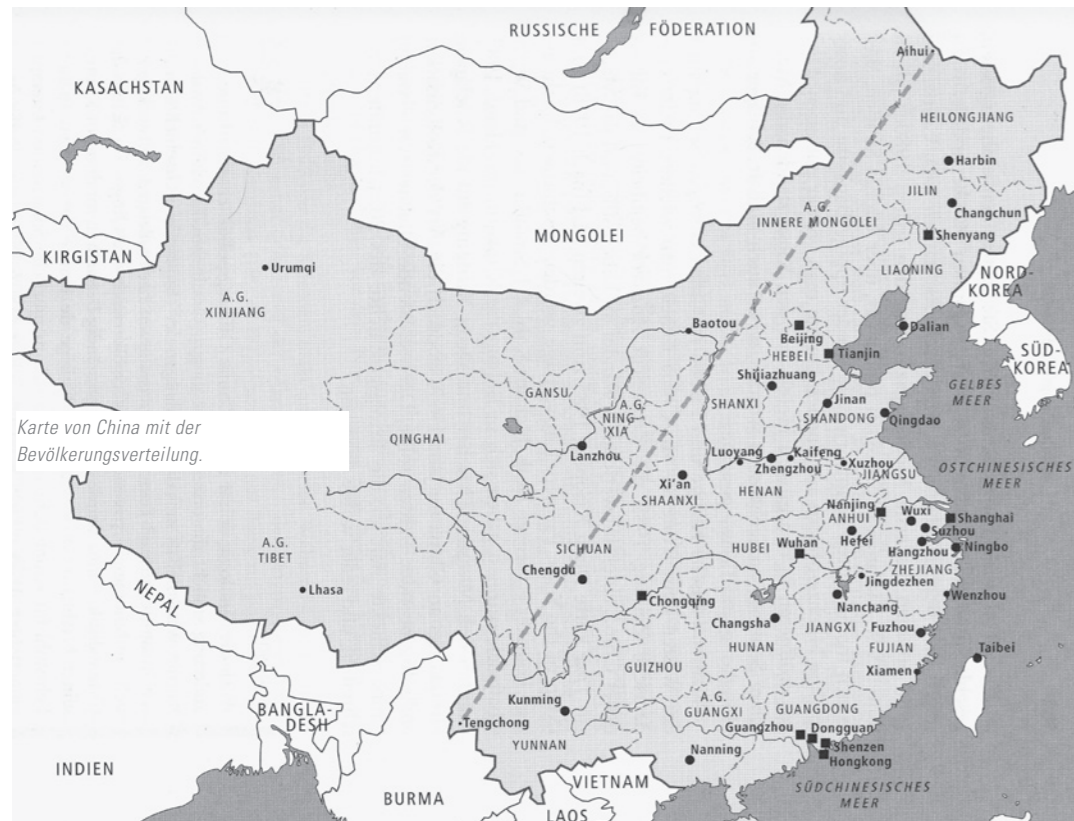 RUSSISCHE FÖDERATION
Aihui
KASACHSTAN
HEILONGJIANG
Harbin
JILIN
A.G.
INNERE MONGOLEI
Changchun
MONGOLEI
Shenyang
KIRGISTAN
Urumqi
LIAONING
NORD-
KOREA
A.G.
XINJIANG
Baotou
Beijing
Dalian
HEBEI
Tianjin
SÜD-
KOREA
Shijiazhuang
GELBES
MEER
GANSU
A.G.
NING
XIA
SHANXI
Jinan
SHANDONG
Qingdao
Karte von China mit der
Bevölkerungsverteilung.
QINGHAI
Lanzhou
Luoyang
Kaifeng
Zhengzhou
Xuzhou
JIANGSU
OSTCHINESISCHES
MEER
Xi'an
SHAANXI
HENAN
Nanjing
ANHUI
Wuxi
Shanghai
Suzhou
A.G.
TIBET
SICHUAN
HUBEI
Wuhan
Hefei
Hangzhou
Ningbo
ZHEJIANG
Chengdu
Jingdezhen
NEPAL
Lhasa
Chongqing
Nanchang
Wenzhou
Changsha
JIANGXI
Fuzhou
HUNAN
FUJIAN
Taibei
GUIZHOU
Xiamen
BANGLA-
DESH
Kunming
A.G.
GUANGXI
GUANGDONG
Tengchong
Guangzhou
Dongguan
YUNNAN
Nanning
Shenzen
Hongkong
INDIEN
VIETNAM
SÜDCHINESISCHES
MEER
BURMA
LAOS